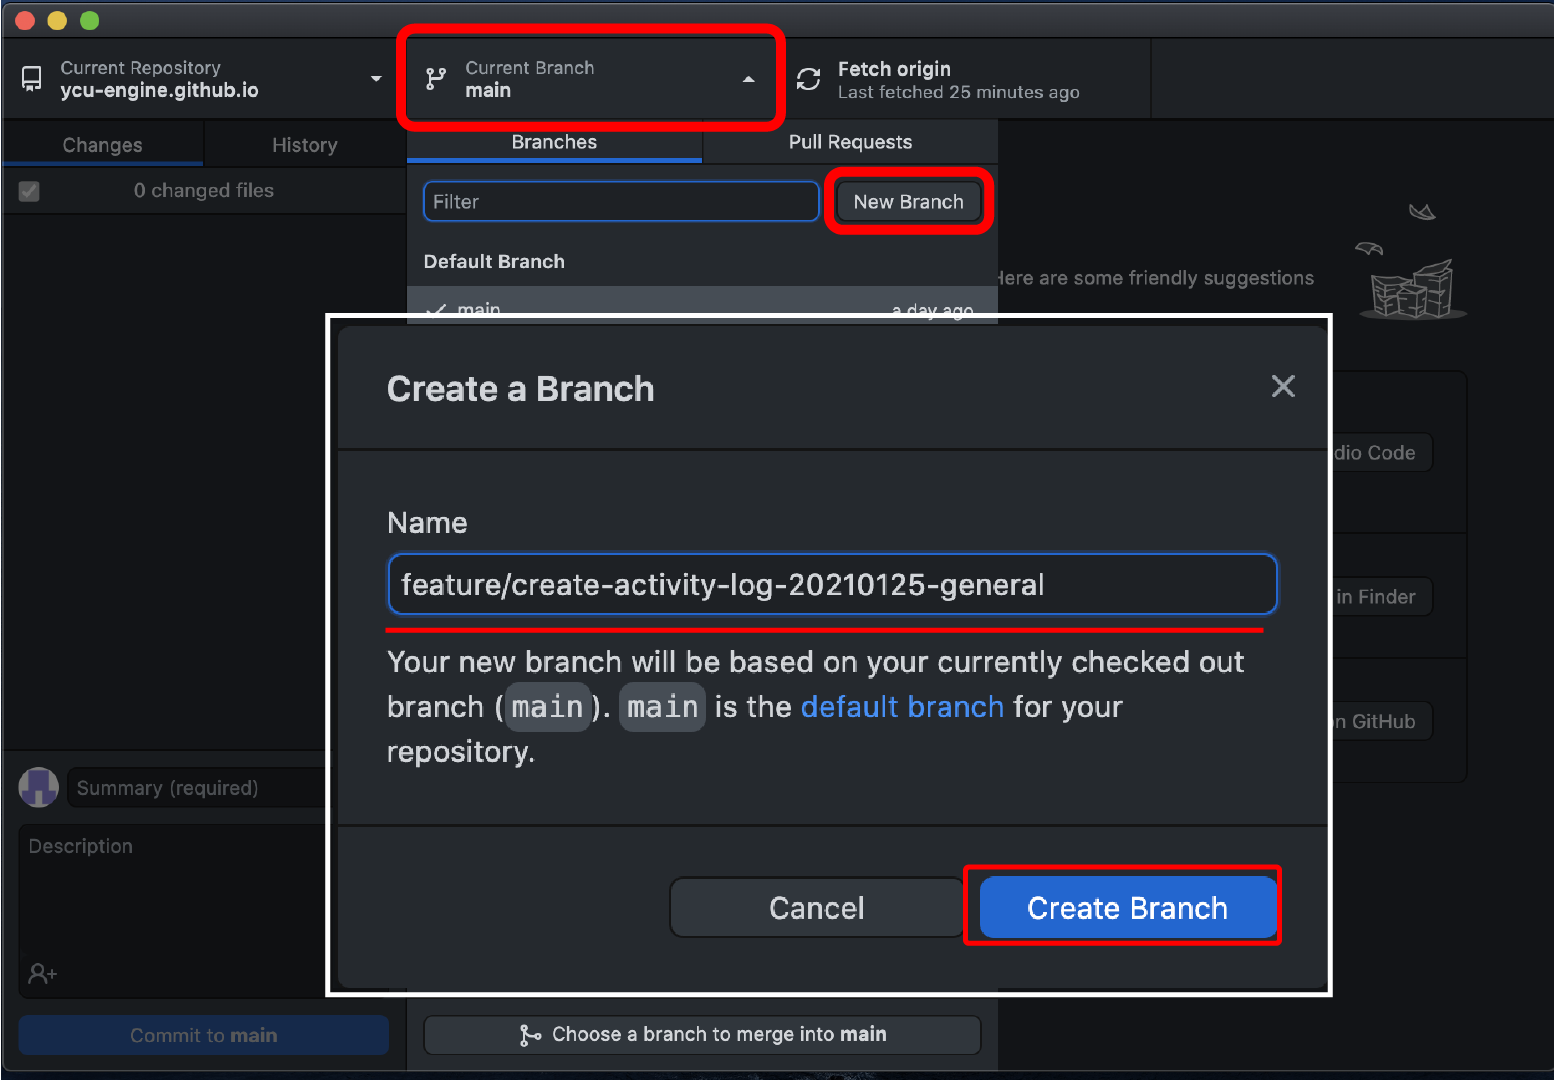 Current Repository
ycu-engine.github.io
Current Branch
main
Fetch origin
Last fetched 25 minutes ago
Changes
History
Branches
Pull Requests
0 changed files
Filter
New Branch
Default Branch
main
a day ago
Here are some friendly suggestions
Create a Branch
dio Code
Name
feature/create-activity-log-20210125-general
in Finder
Your new branch will be based on your currently checked out
branch (main). main is the default branch for your
repository.
on GitHub
Summary (required)
Description
Cancel
Create Branch
Commit to main
Choose a branch to merge into main